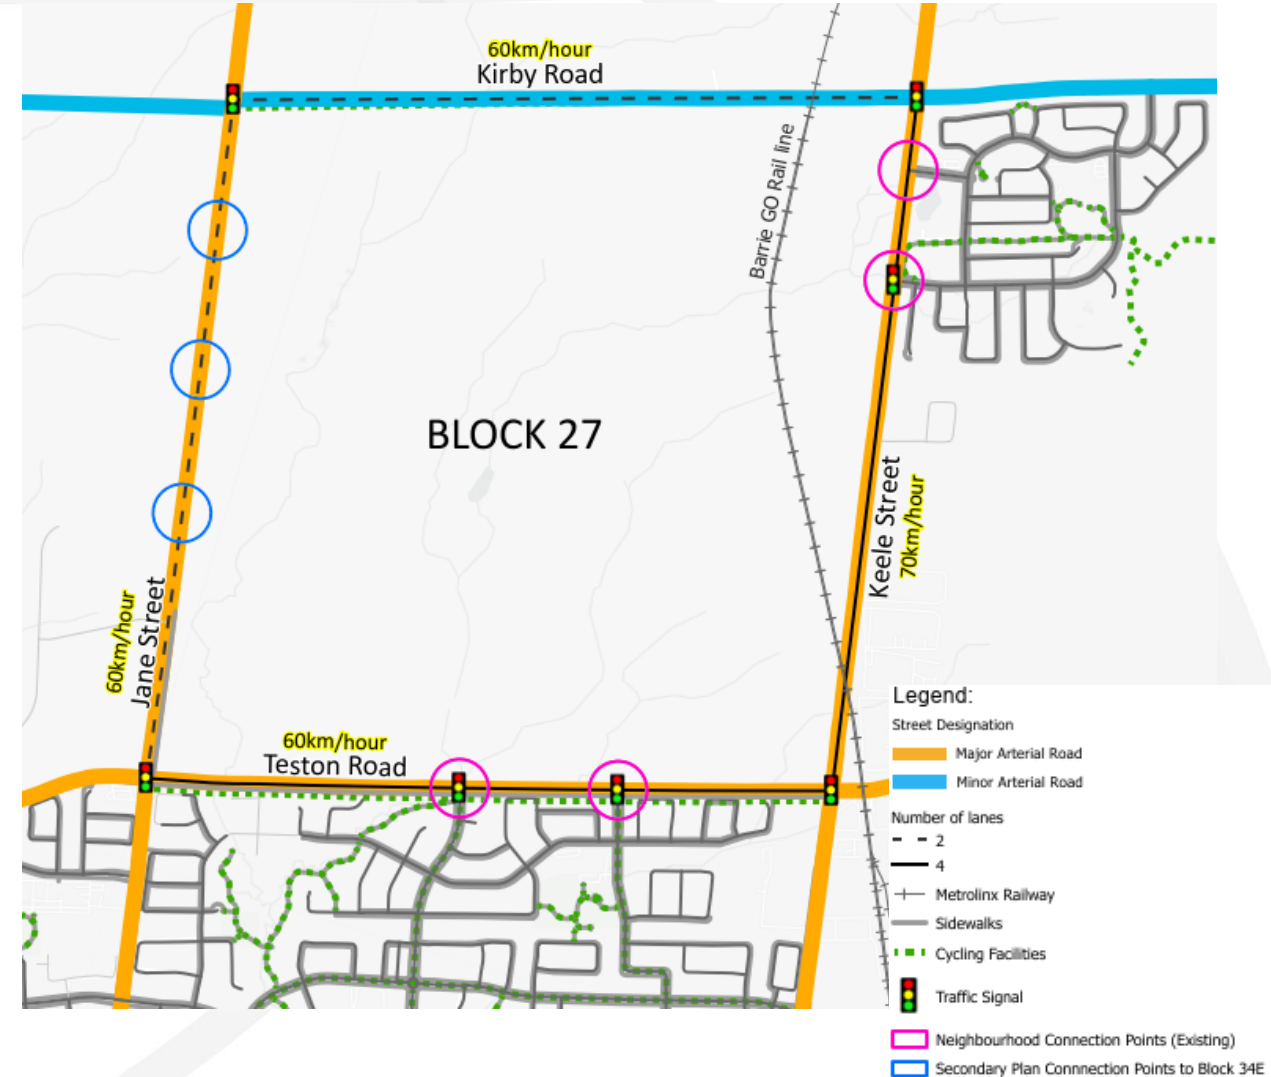 60km/hour
Kirby Road
Barrie GO Rail line
BLOCK 27
Keele Street
70km/hour
60km/hour
Jane Street
60km/hour
Teston Road
Legend:
Street Designation
Major Arterial Road
Minor Arterial Road
Number of lanes
2
4
Metrolinx Railway
Sidewalks
Cycling Facilities
Traffic Signal
Neighbourhood Connection Points (Existing)
Secondary Plan Connnection Points to Block 34E